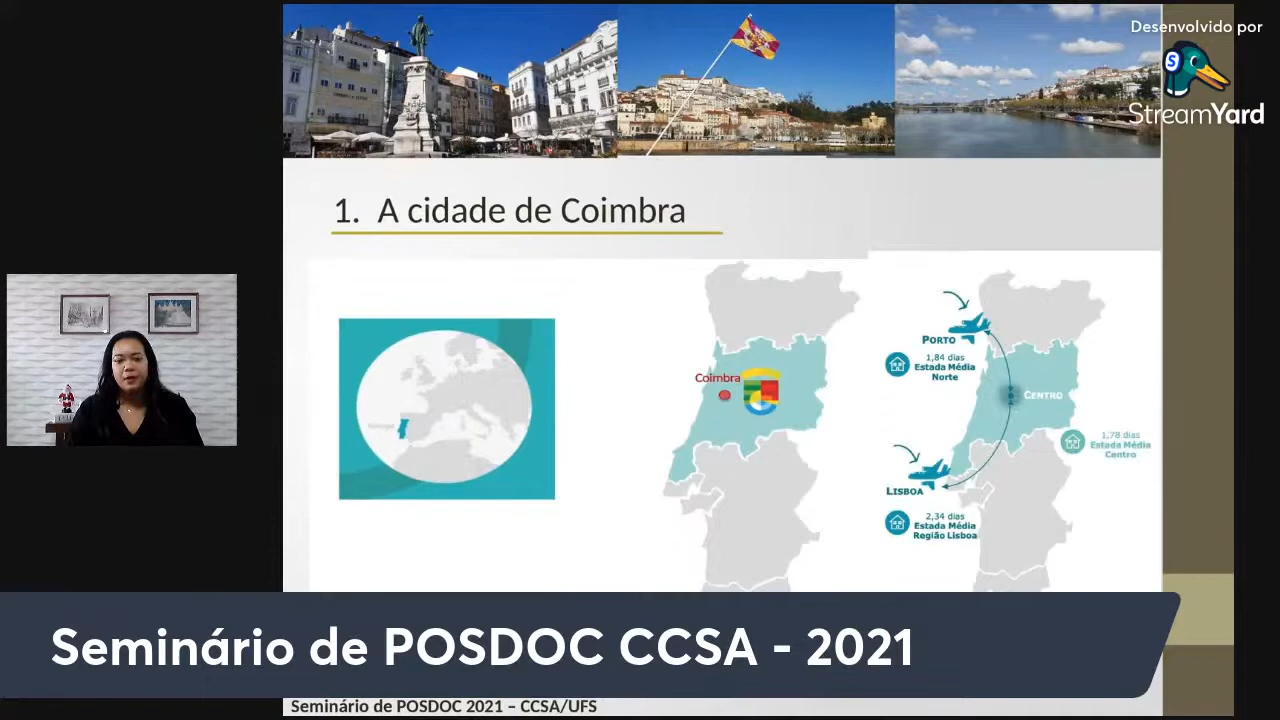 Desenvolvido por
StreamYard
1. A cidade de Coimbra
Portugal
Coimbra
PORTO
1,84 dias
Estada Média
Norte
CENTRO
1,78 dias
Estada Média
Centro
LISBOA
2,34 dias
Estada Média
Região Lisboa
Seminário de POSDOC CCSA - 2021
Seminário de POSDOC 2021 – CCSA/UFS